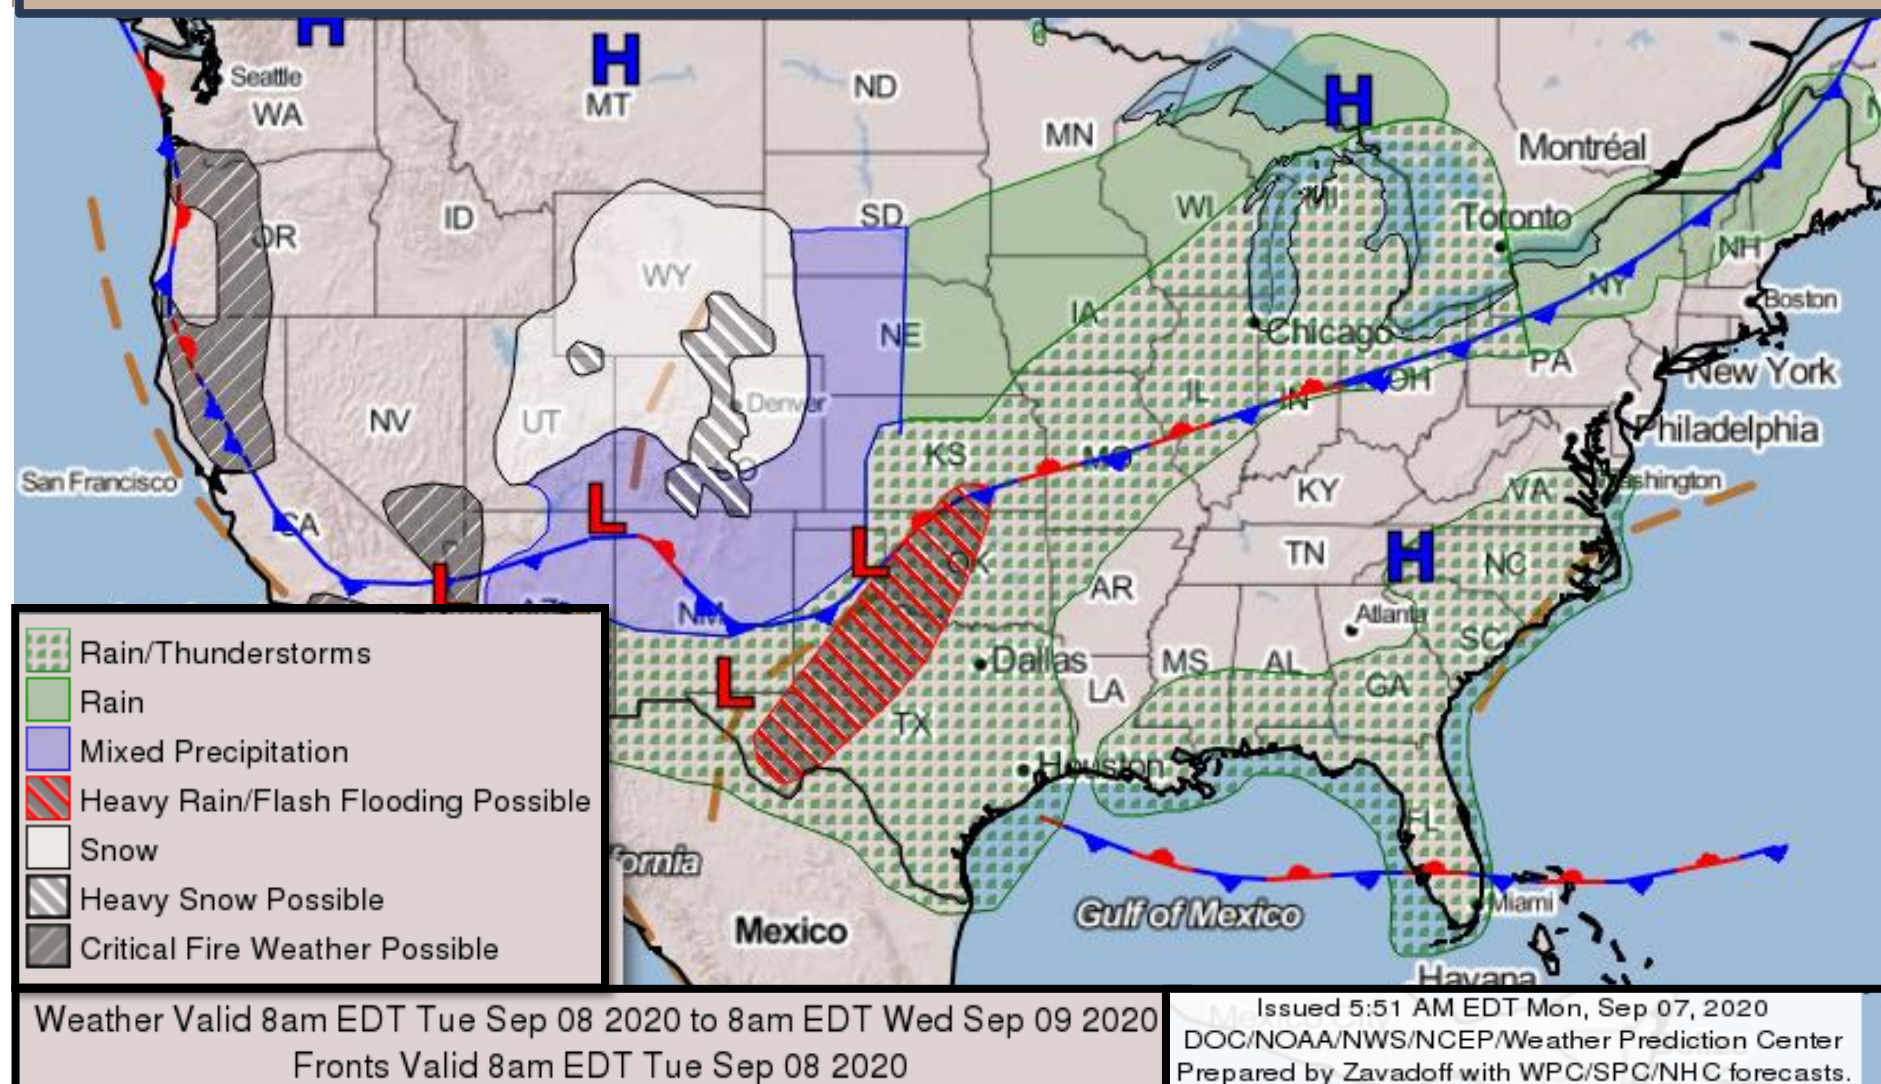 H
H
Seattle
MT
ND
WA
MN
H
Montréal
OR
ID
SD
WI
MI
Toronto
WY
NH
NY
Boston
NE
IA
Chicago
PA
New York
NV
UT
Denver
IL
IN
OH
Philadelphia
San Francisco
CO
KS
MO
KY
VA
Washington
CA
L
L
OK
TN
H
NC
L
AZ
NM
AR
Atlanta
SC
L
Dallas
MS
AL
GA
LA
TX
Houston
FL
ornia
Mexico
Gulf of Mexico
Miami
Havana
Rain/Thunderstorms
Rain
Mixed Precipitation
Heavy Rain/Flash Flooding Possible
Snow
Heavy Snow Possible
Critical Fire Weather Possible
Weather Valid 8am EDT Tue Sep 08 2020 to 8am EDT Wed Sep 09 2020
Fronts Valid 8am EDT Tue Sep 08 2020
Issued 5:51 AM EDT Mon, Sep 07, 2020
DOC/NOAA/NWS/NCEP/Weather Prediction Center
Prepared by Zavadoff with WPC/SPC/NHC forecasts.